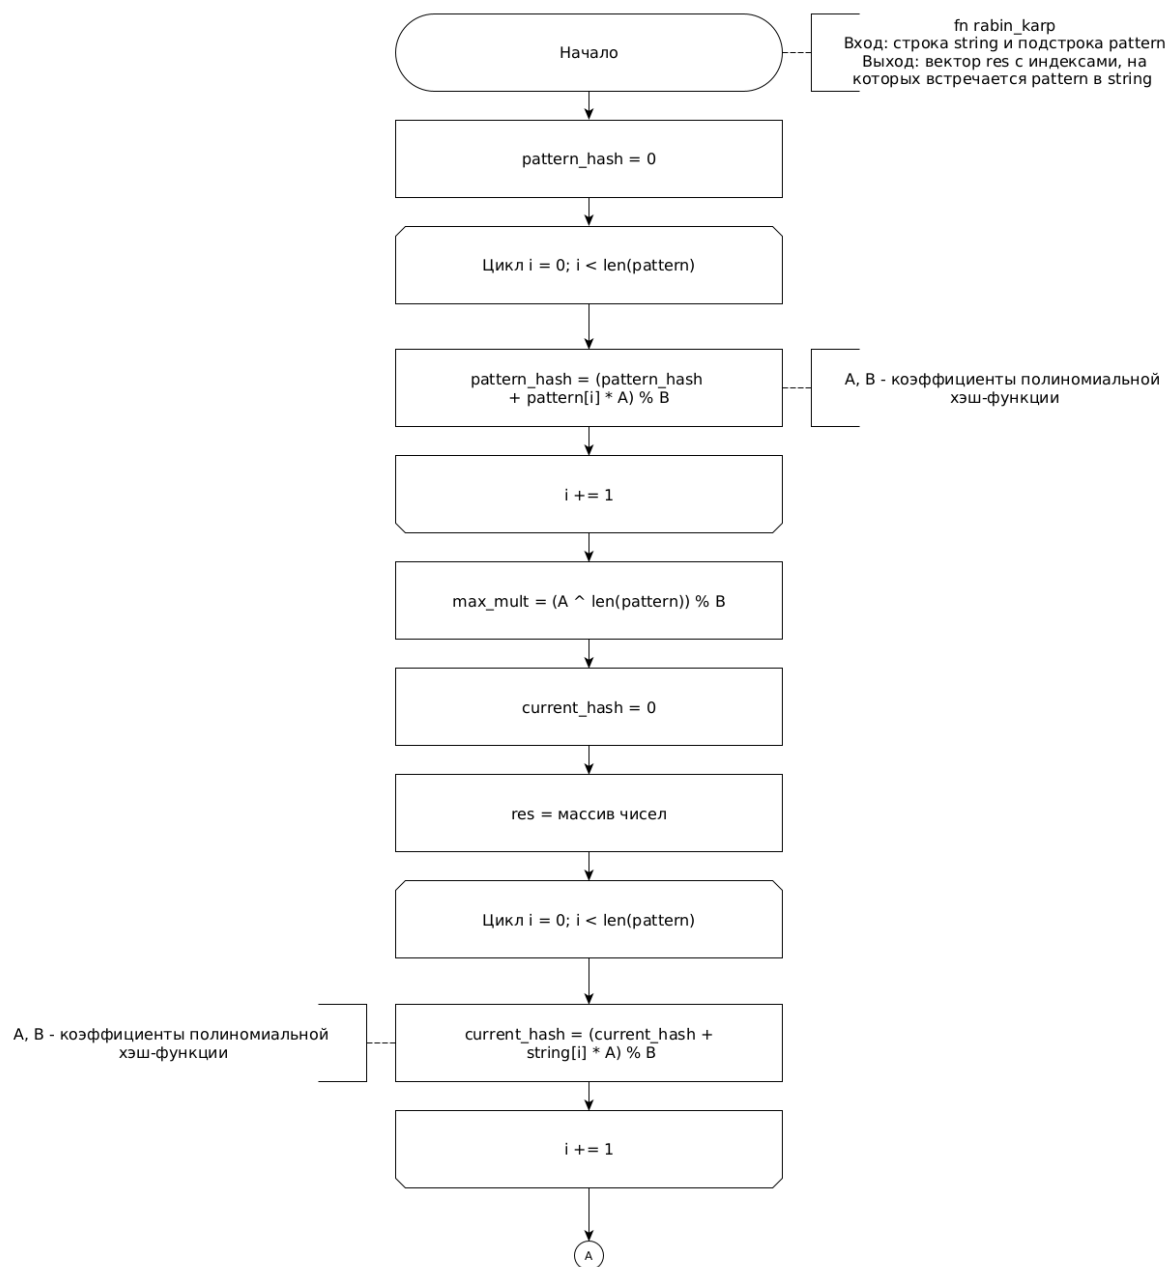 Начало
fn rabin_karp
Вход: строка string и подстрока pattern
Выход: вектор res с индексами, на
которых встречается pattern в string
pattern_hash = 0
Цикл i = 0; i < len(pattern)
pattern_hash = (pattern_hash
+ pattern[i] * A) % B
A, B - коэффициенты полиномиальной
хэш-функции
i += 1
max_mult = (A ^ len(pattern)) % B
current_hash = 0
res = массив чисел
Цикл i = 0; i < len(pattern)
A, B - коэффициенты полиномиальной
хэш-функции
current_hash = (current_hash +
string[i] * A) % B
i += 1
A